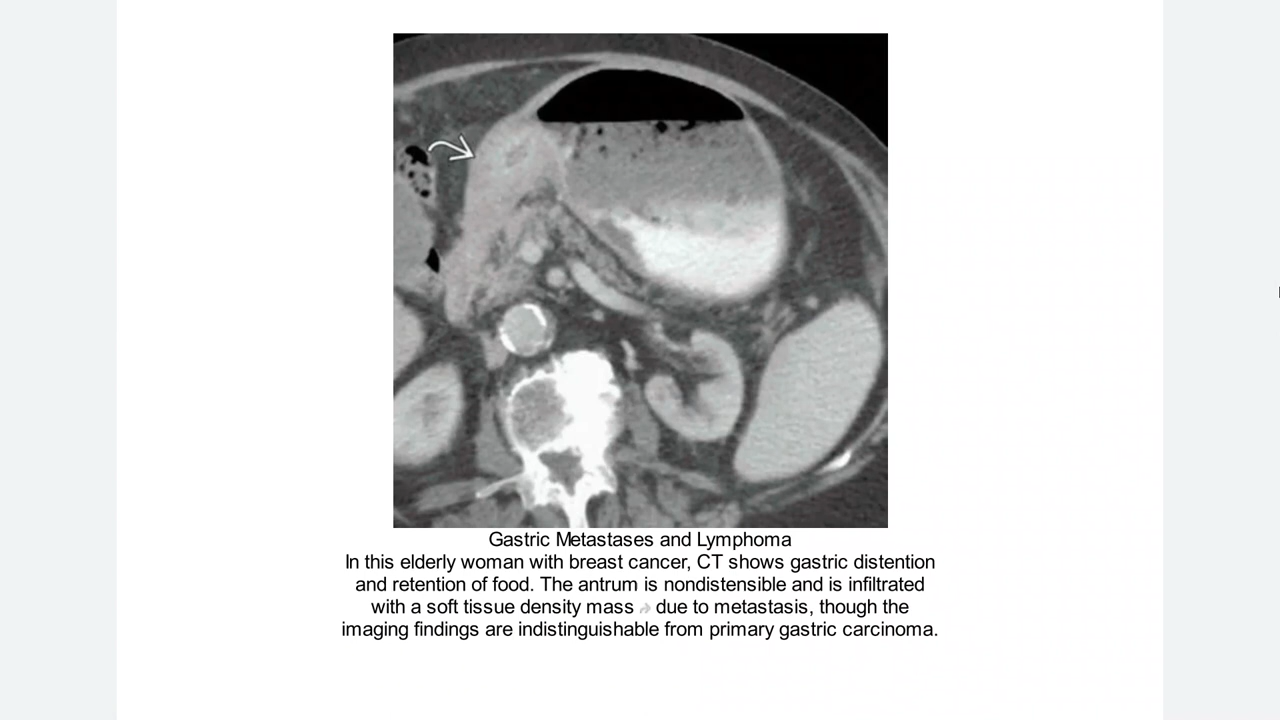 Gastric Metastases and Lymphoma
In this elderly woman with breast cancer, CT shows gastric distention
and retention of food. The antrum is nondistensible and is infiltrated
with a soft tissue density mass due to metastasis, though the
imaging findings are indistinguishable from primary gastric carcinoma.